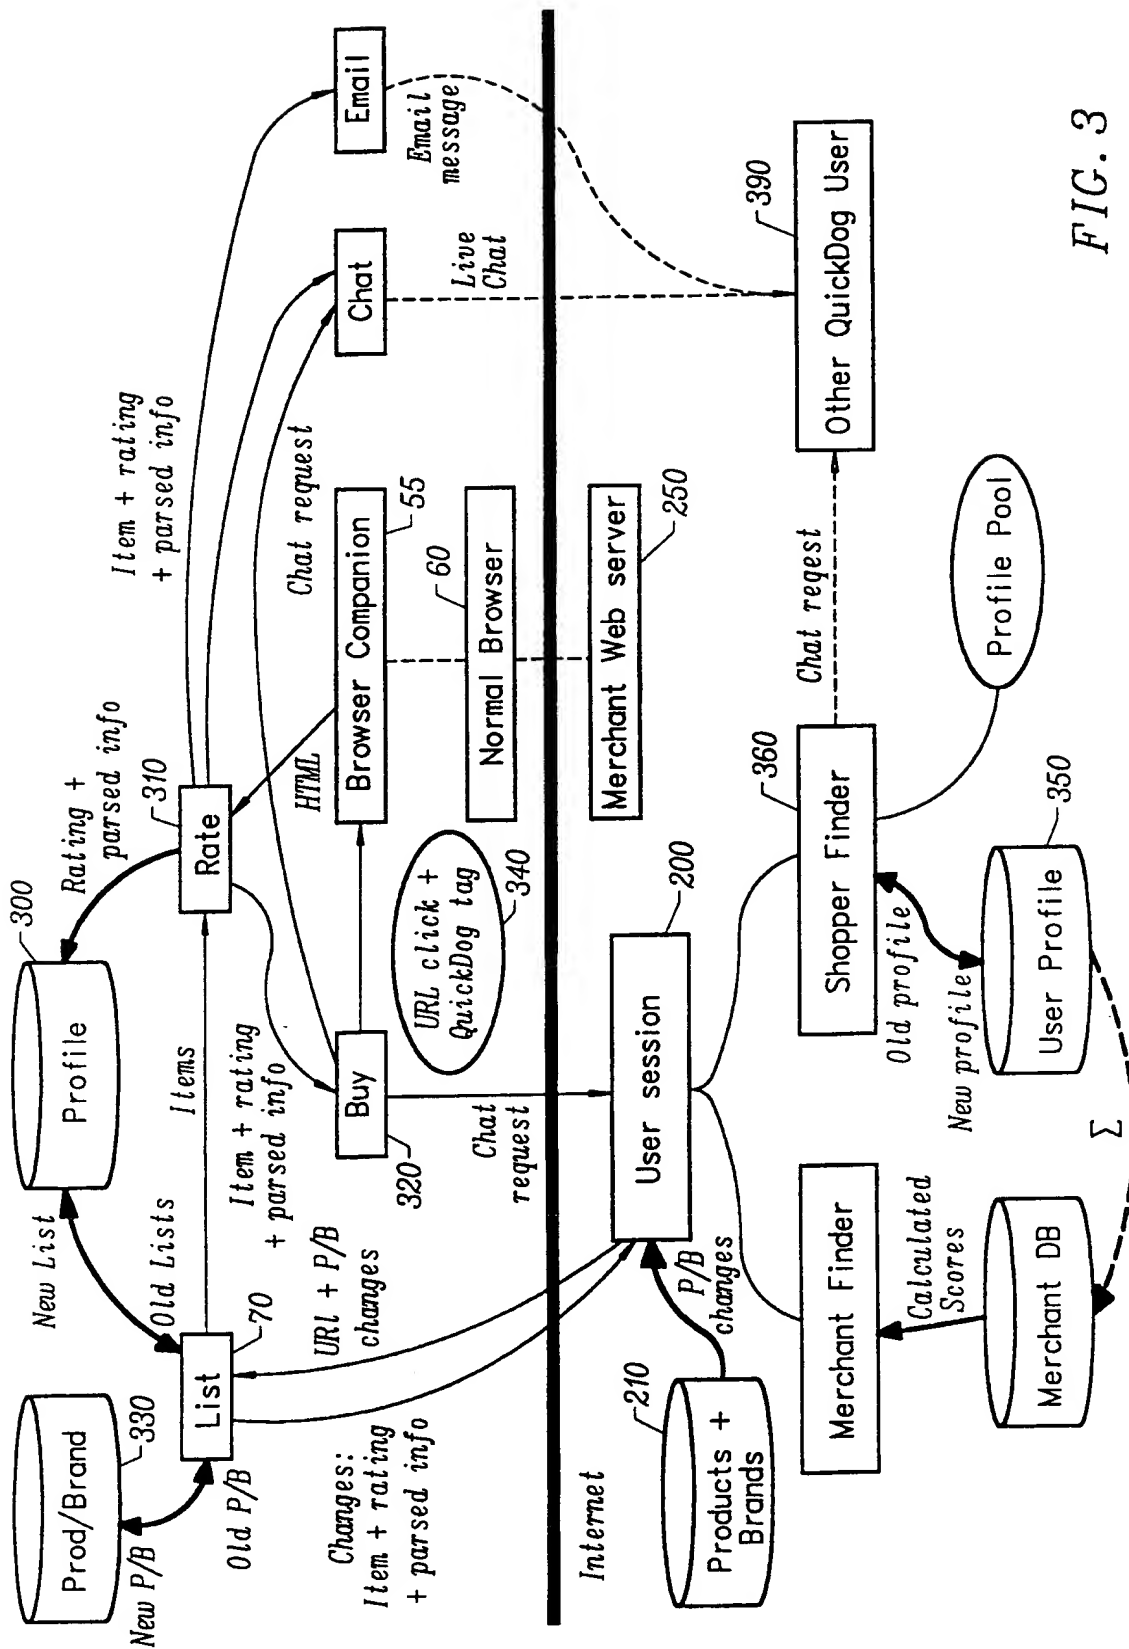 300
310
Rating +
parsed info
Item + rating
+ parsed info
Prod/Brand
330
New P/B
Old P/B
New List
Profile
Old Lists
List
70
Items
Rate
Item + rating
+ parsed info
Buy
320
HTML
Chat request
Browser Companion
55
Chat
Email
URL click +
QuickDog tag
340
60
Normal Browser
Live
Chat
Email
message
Changes:
Item + rating
+ parsed info
URl + P/B
changes
Chat
request
Internet
Merchant Web server
250
210
Products +
Brands
P/B
changes
User session
200
Merchant Finder
Calculated
Scores
Merchant DB
Σ
Shopper Finder
360
Old profile
New profile
User Profile
350
Chat reqest
Profile Pool
Other QuickDog User
390
FIG. 3